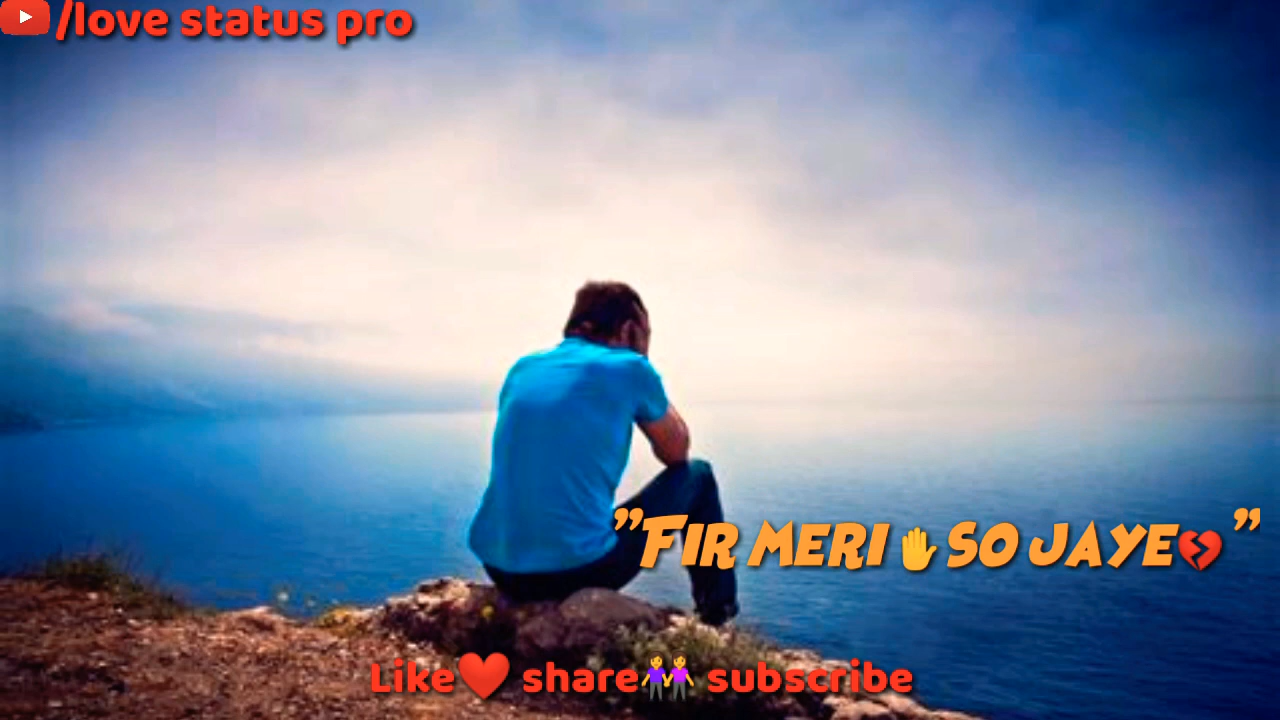 /love status pro
”FIR MERI✋SO JAYE💔”
Like❤️ share👭 subscribe